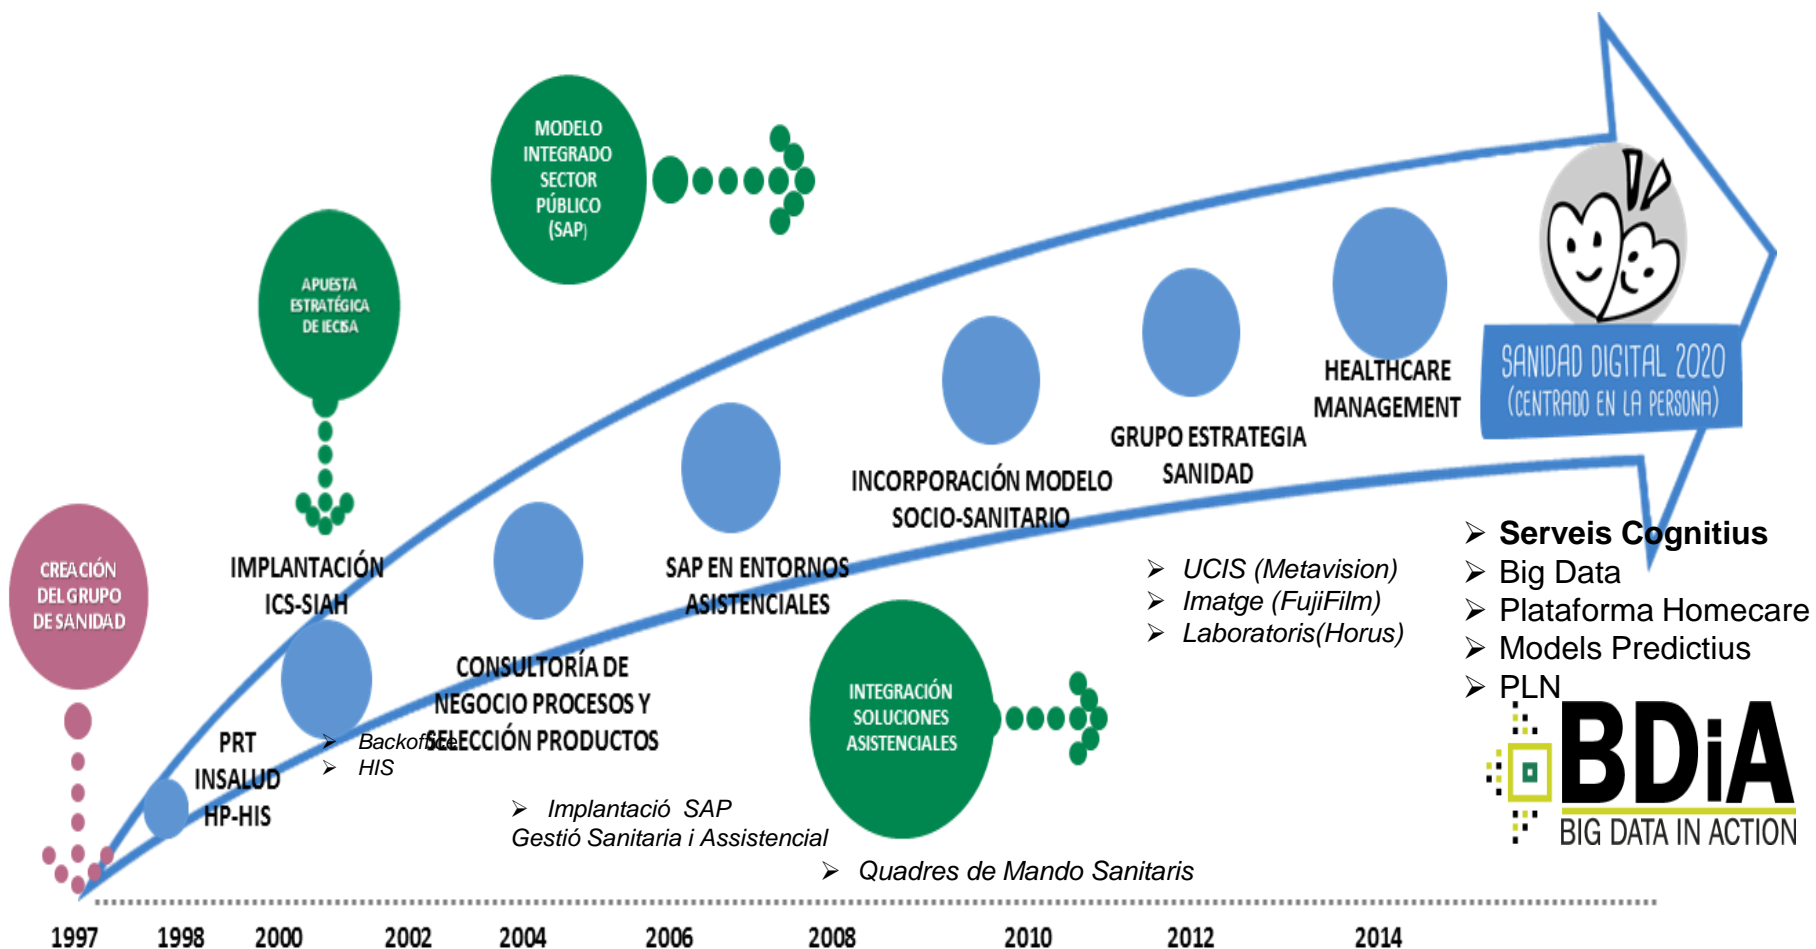 MODELO
INTEGRADO
SECTOR
PÚBLICO
(SAP)
APUESTA
ESTRATÉGICA
DE IECISA
CREACIÓN
DEL GRUPO
DE SANIDAD
SANIDAD DIGITAL 2020
(CENTRADO EN LA PERSONA)
HEALTHCARE
MANAGEMENT
GRUPO ESTRATEGIA
SANIDAD
INCORPORACIÓN MODELO
SOCIO-SANITARIO
SAP EN ENTORNOS
ASISTENCIALES
IMPLANTACIÓN
ICS-SIAH
CONSULTORÍA DE
NEGOCIO PROCESOS Y
SELECCIÓN PRODUCTOS
PRT
INSALUD
HP-HIS
➢ Backoffice
➢ HIS
➢ Implantació SAP
Gestió Sanitaria i Assistencial
INTEGRACIÓN
SOLUCIONES
ASISTENCIALES
➢ Quadres de Mando Sanitaris
➢ UCIS (Metavision)
➢ Imatge (FujiFilm)
➢ Laboratoris(Horus)
➢ Serveis Cognitius
➢ Big Data
➢ Plataforma Homecare
➢ Models Predictius
➢ PLN
BDiA
BIG DATA IN ACTION
1997 1998 2000 2002 2004 2006 2008 2010 2012 2014